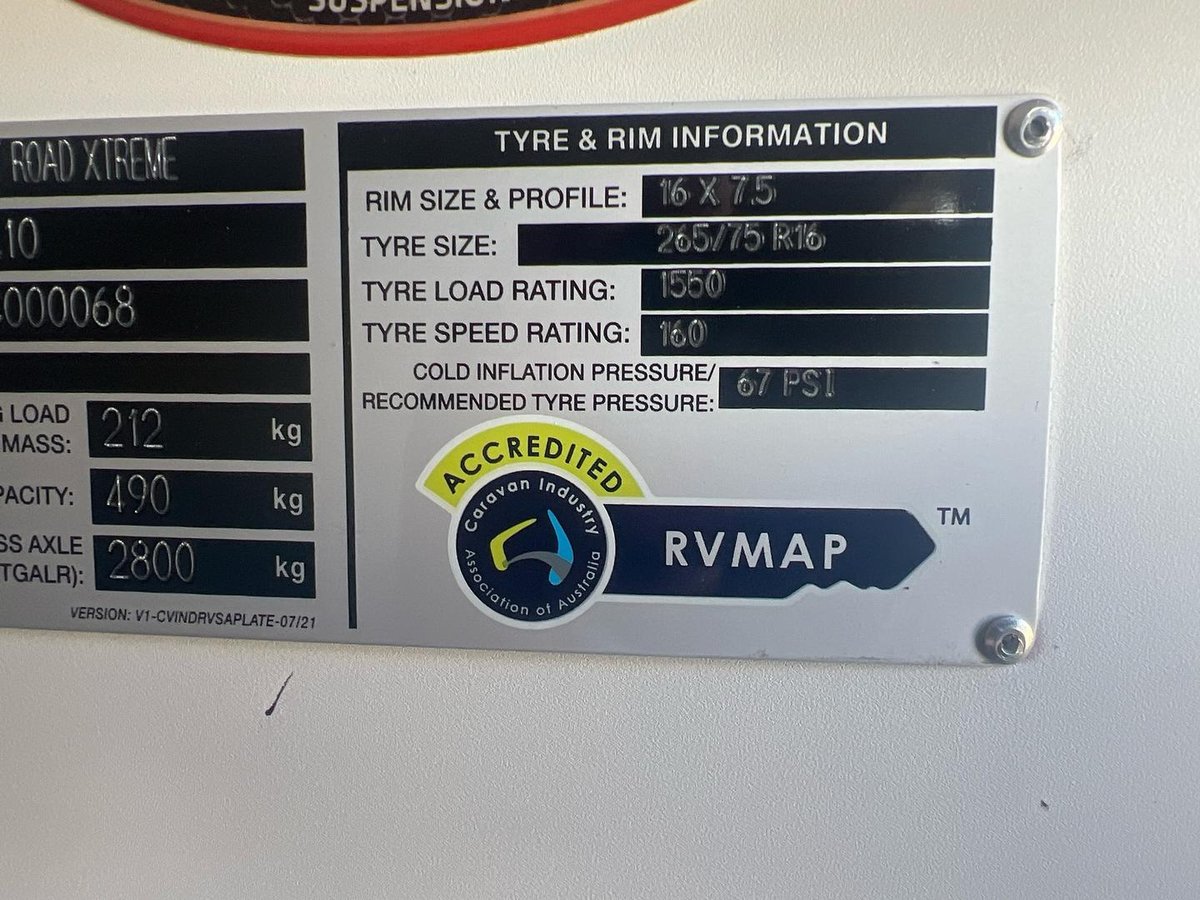 SUSPENSION
ROAD XTREME
10
000068
LOAD
MASS:
212 kg
490 kg
AXLE
TGALR):
2800 kg
VERSION: V1-CVINDRVSAPLATE-07/21
TYRE & RIM INFORMATION
RIM SIZE & PROFILE: 16 X 7.5
TYRE SIZE: 265/75 R16
TYRE LOAD RATING: 1550
TYRE SPEED RATING: 160
COLD INFLATION PRESSURE/
RECOMMENDED TYRE PRESSURE: 67 PSI
ACCREDITED
Caravan Industry
Association of Australia
RVMAP TM